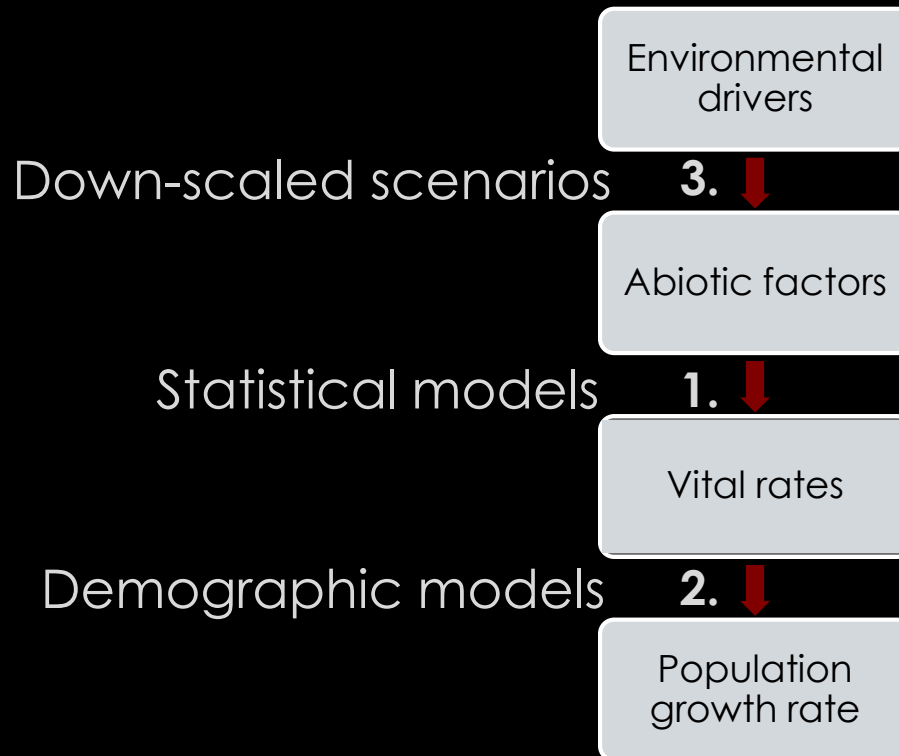 Environmental
drivers
Down-scaled scenarios 3.
Abiotic factors
Statistical models 1.
Vital rates
Demographic models 2.
Population
growth rate